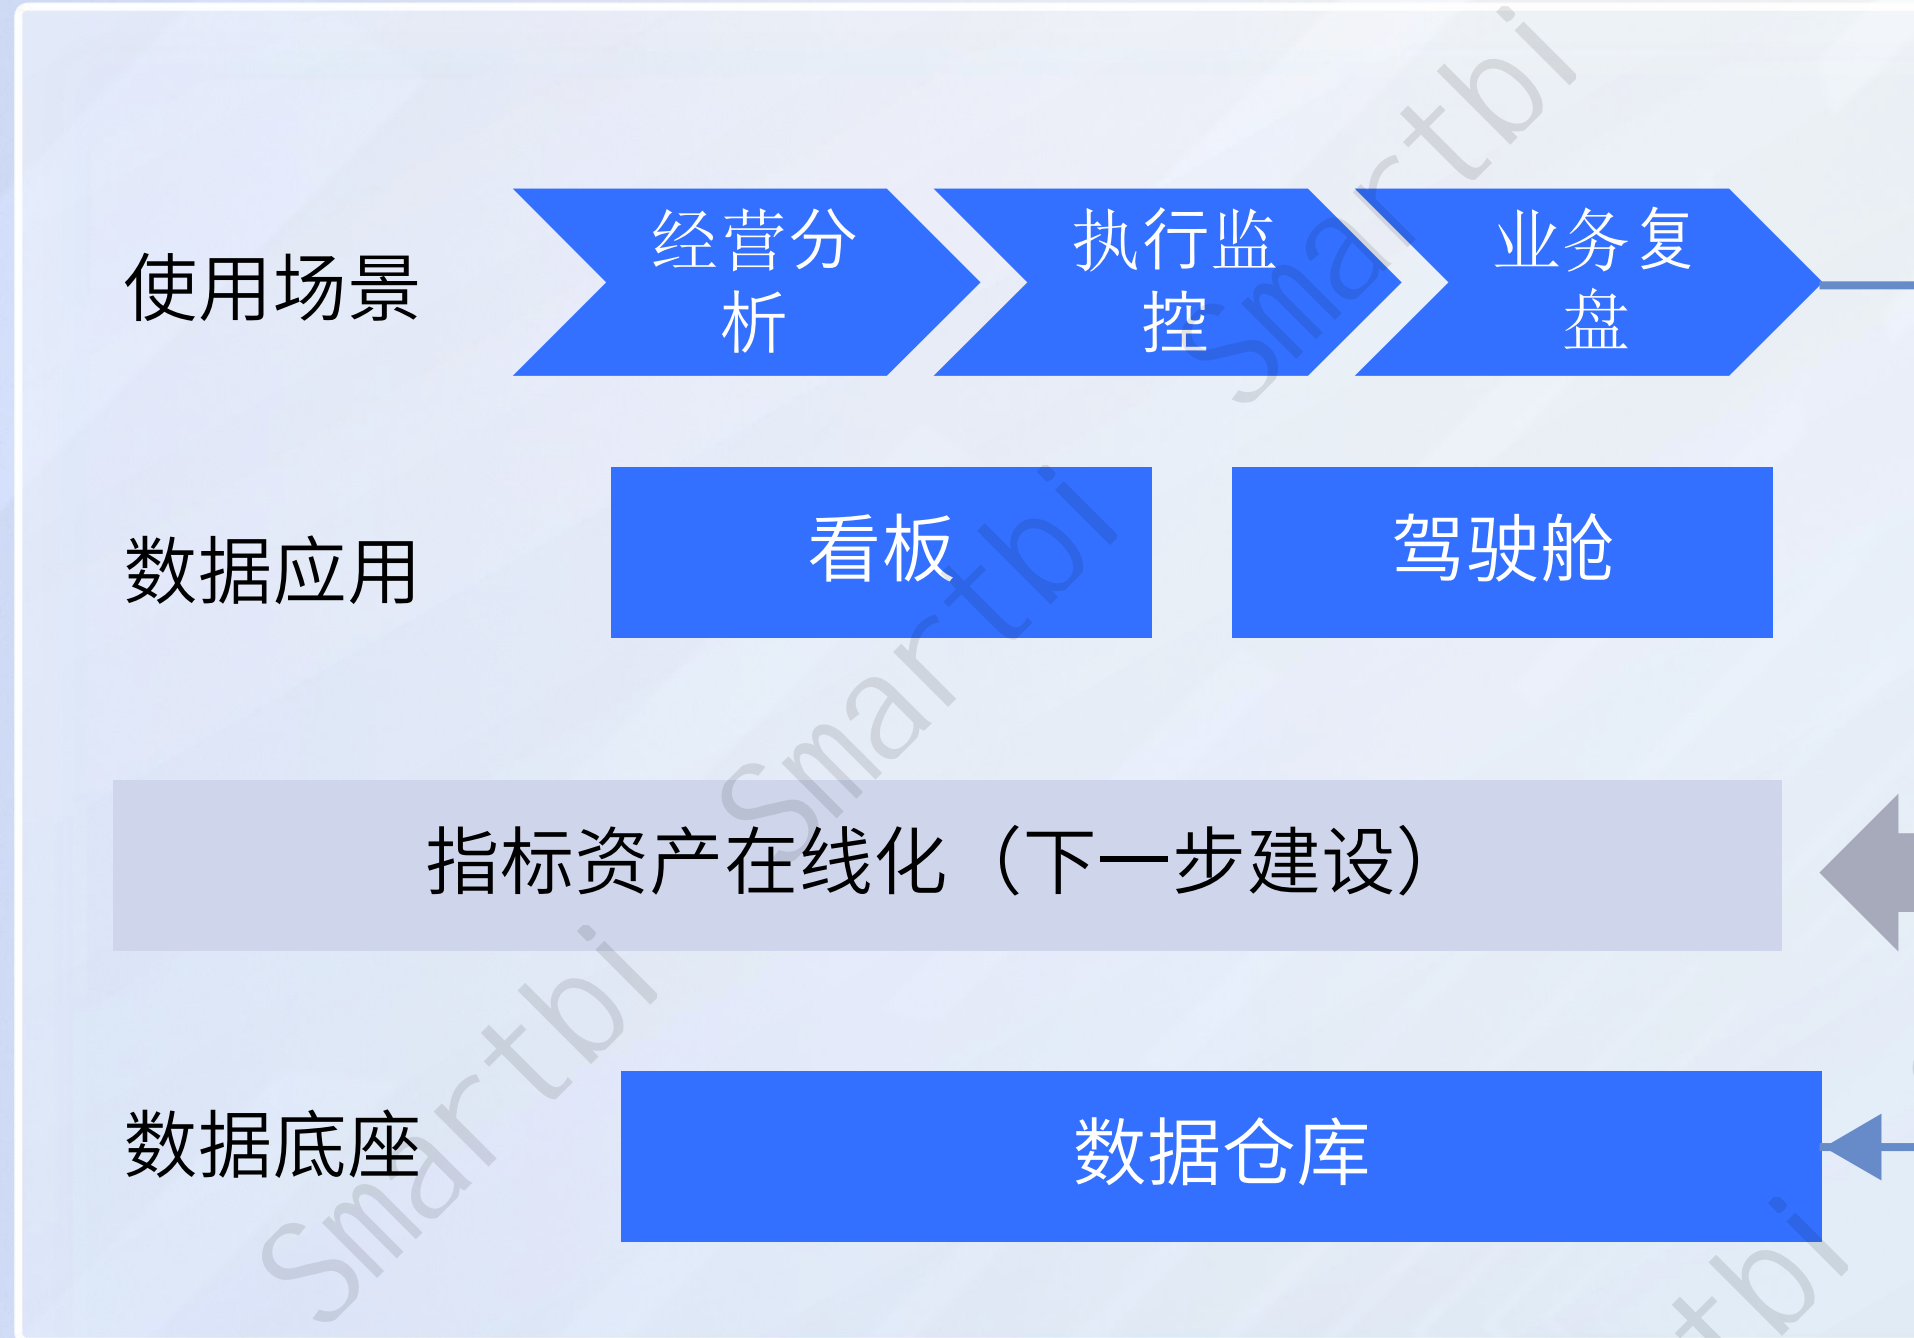 使用场景
经营分
析
执行监
控
业务复
盘
数据应用
看板
驾驶舱
指标资产在线化（下一步建设）
数据底座
数据仓库
Smartbi
Smartbi
Smartbi
tbi